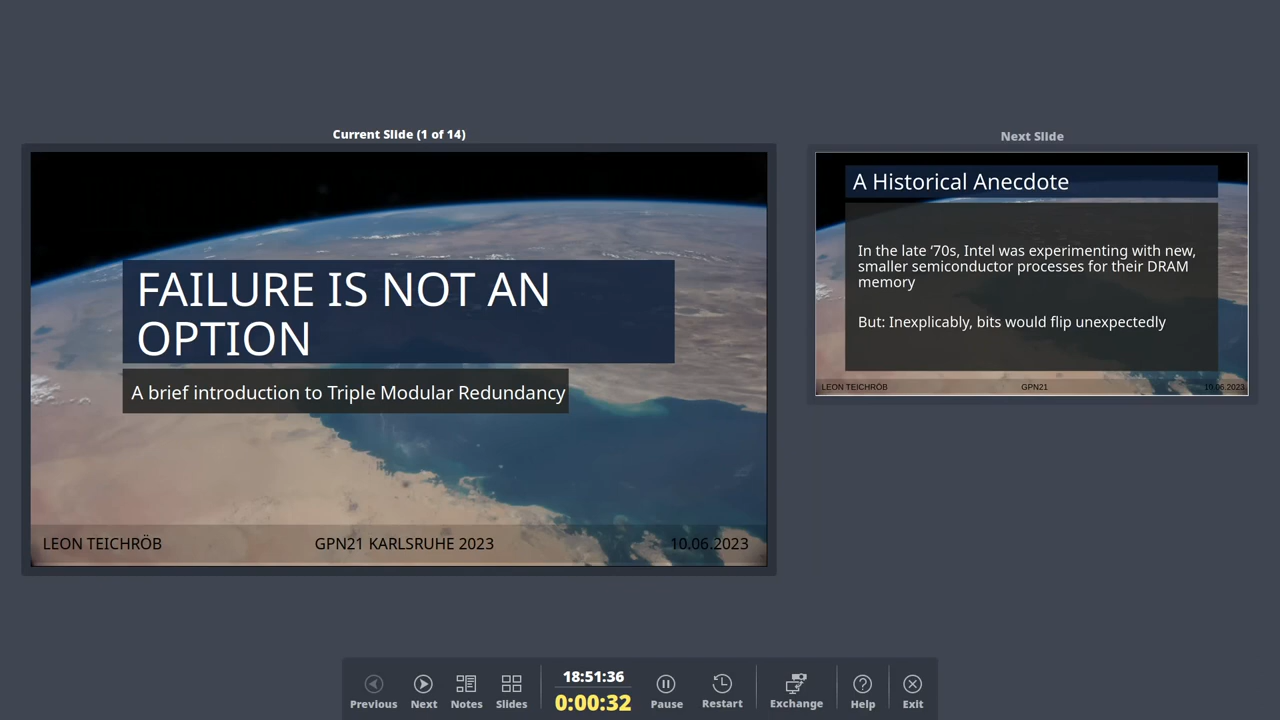 Current Slide (1 of 14)
FAILURE IS NOT AN
OPTION
A brief introduction to Triple Modular Redundancy
LEON TEICHRÖB GPN21 KARLSRUHE 2023 10.06.2023
Next Slide
A Historical Anecdote
In the late ‘70s, Intel was experimenting with new,
smaller semiconductor processes for their DRAM
memory
But: Inexplicably, bits would flip unexpectedly
LEON TEICHRÖB GPN21 10.06.2023
Previous Next Notes Slides
18:51:36
0:00:32
Pause Restart Exchange Help Exit